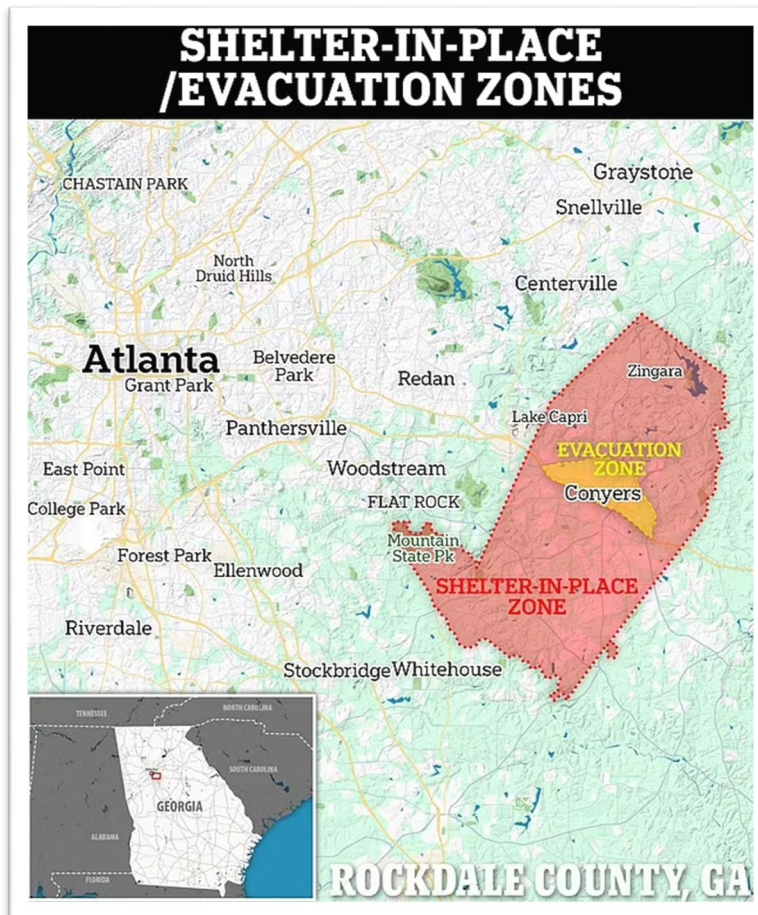 SHELTER-IN-PLACE
/EVACUATION ZONES
CHASTAIN PARK
Graystone
Snellville
North
Druid Hills
Centerville
Atlanta
Grant Park
Belvedere
Park
Redan
Zingara
Lake Capri
Panthersville
EVACUATION
ZONE
East Point
Woodstream
Conyers
College Park
FLAT ROCK
Mountain
State Pk
Forest Park
Ellenwood
SHELTER-IN-PLACE
ZONE
Riverdale
Stockbridge
Whitehouse
TENNESSEE
NORTH CAROLINA
SOUTH CAROLINA
GEORGIA
ALABAMA
FLORIDA
ROCKDALE COUNTY, GA